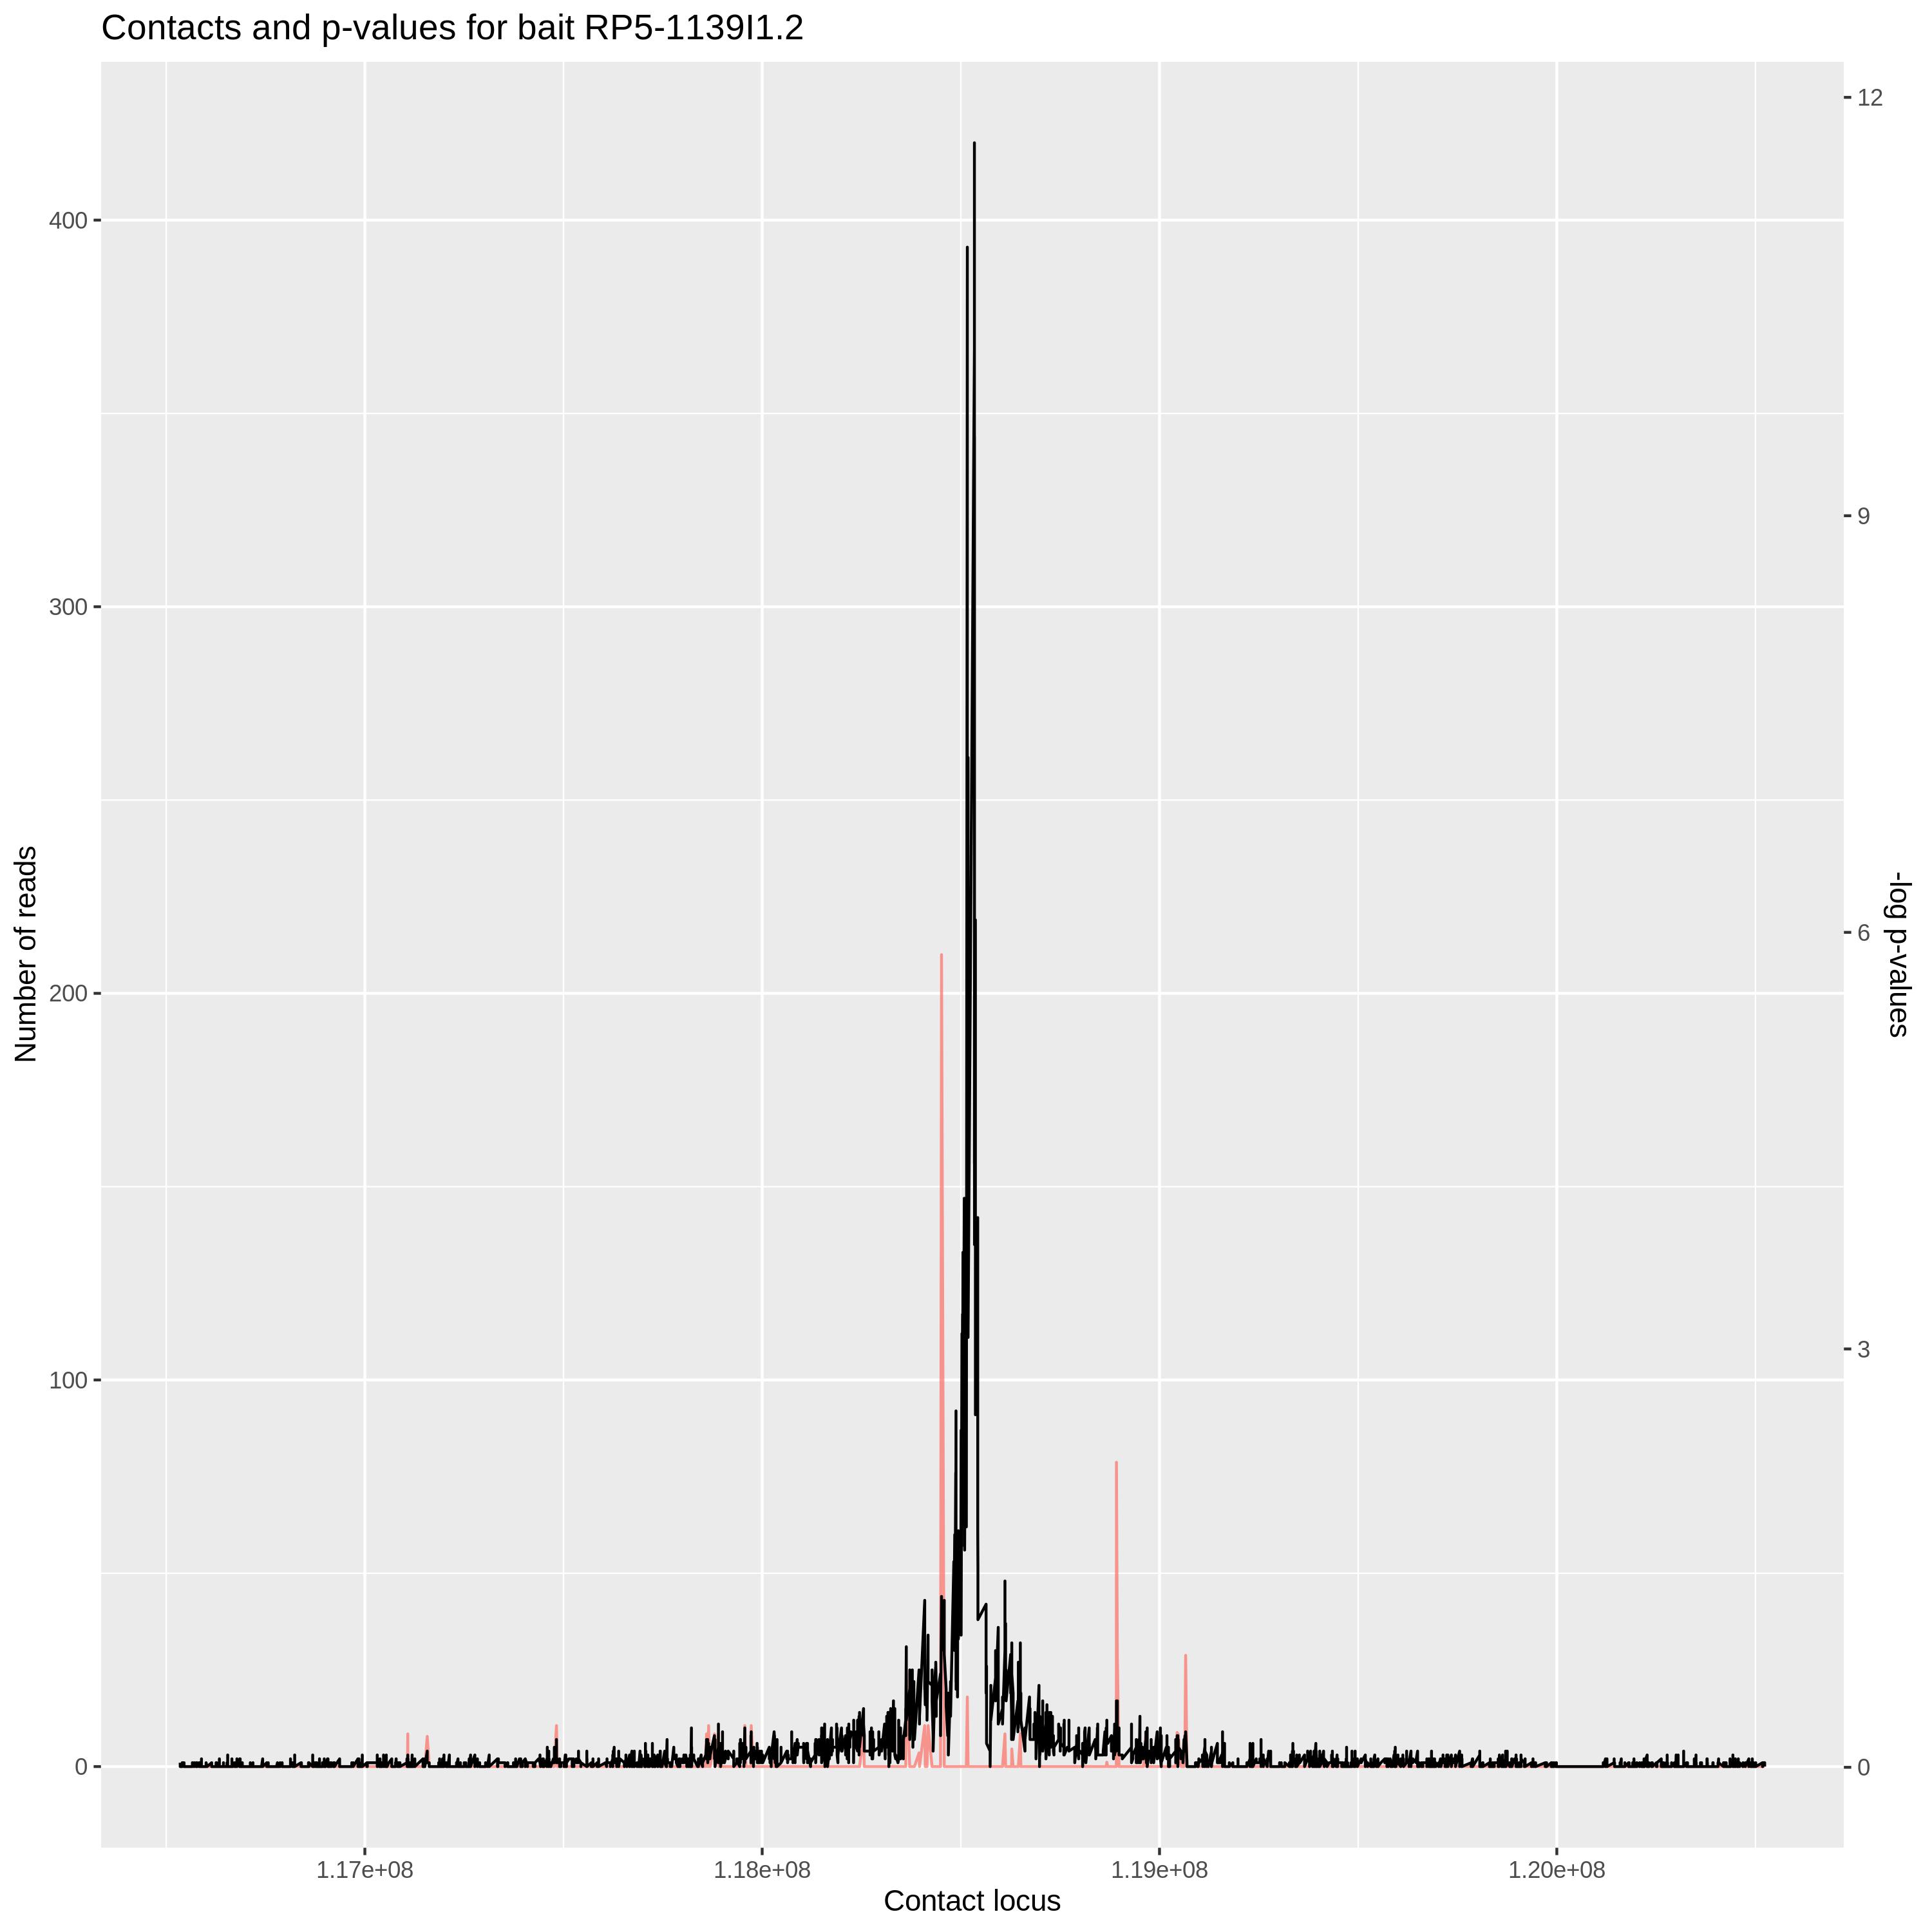 Contacts and p-values for bait RP5-1139I1.2
Number of reads
400
300
200
100
0
12
9
6
3
0
-log p-values
1.17e+08 1.18e+08 1.19e+08 1.20e+08
Contact locus